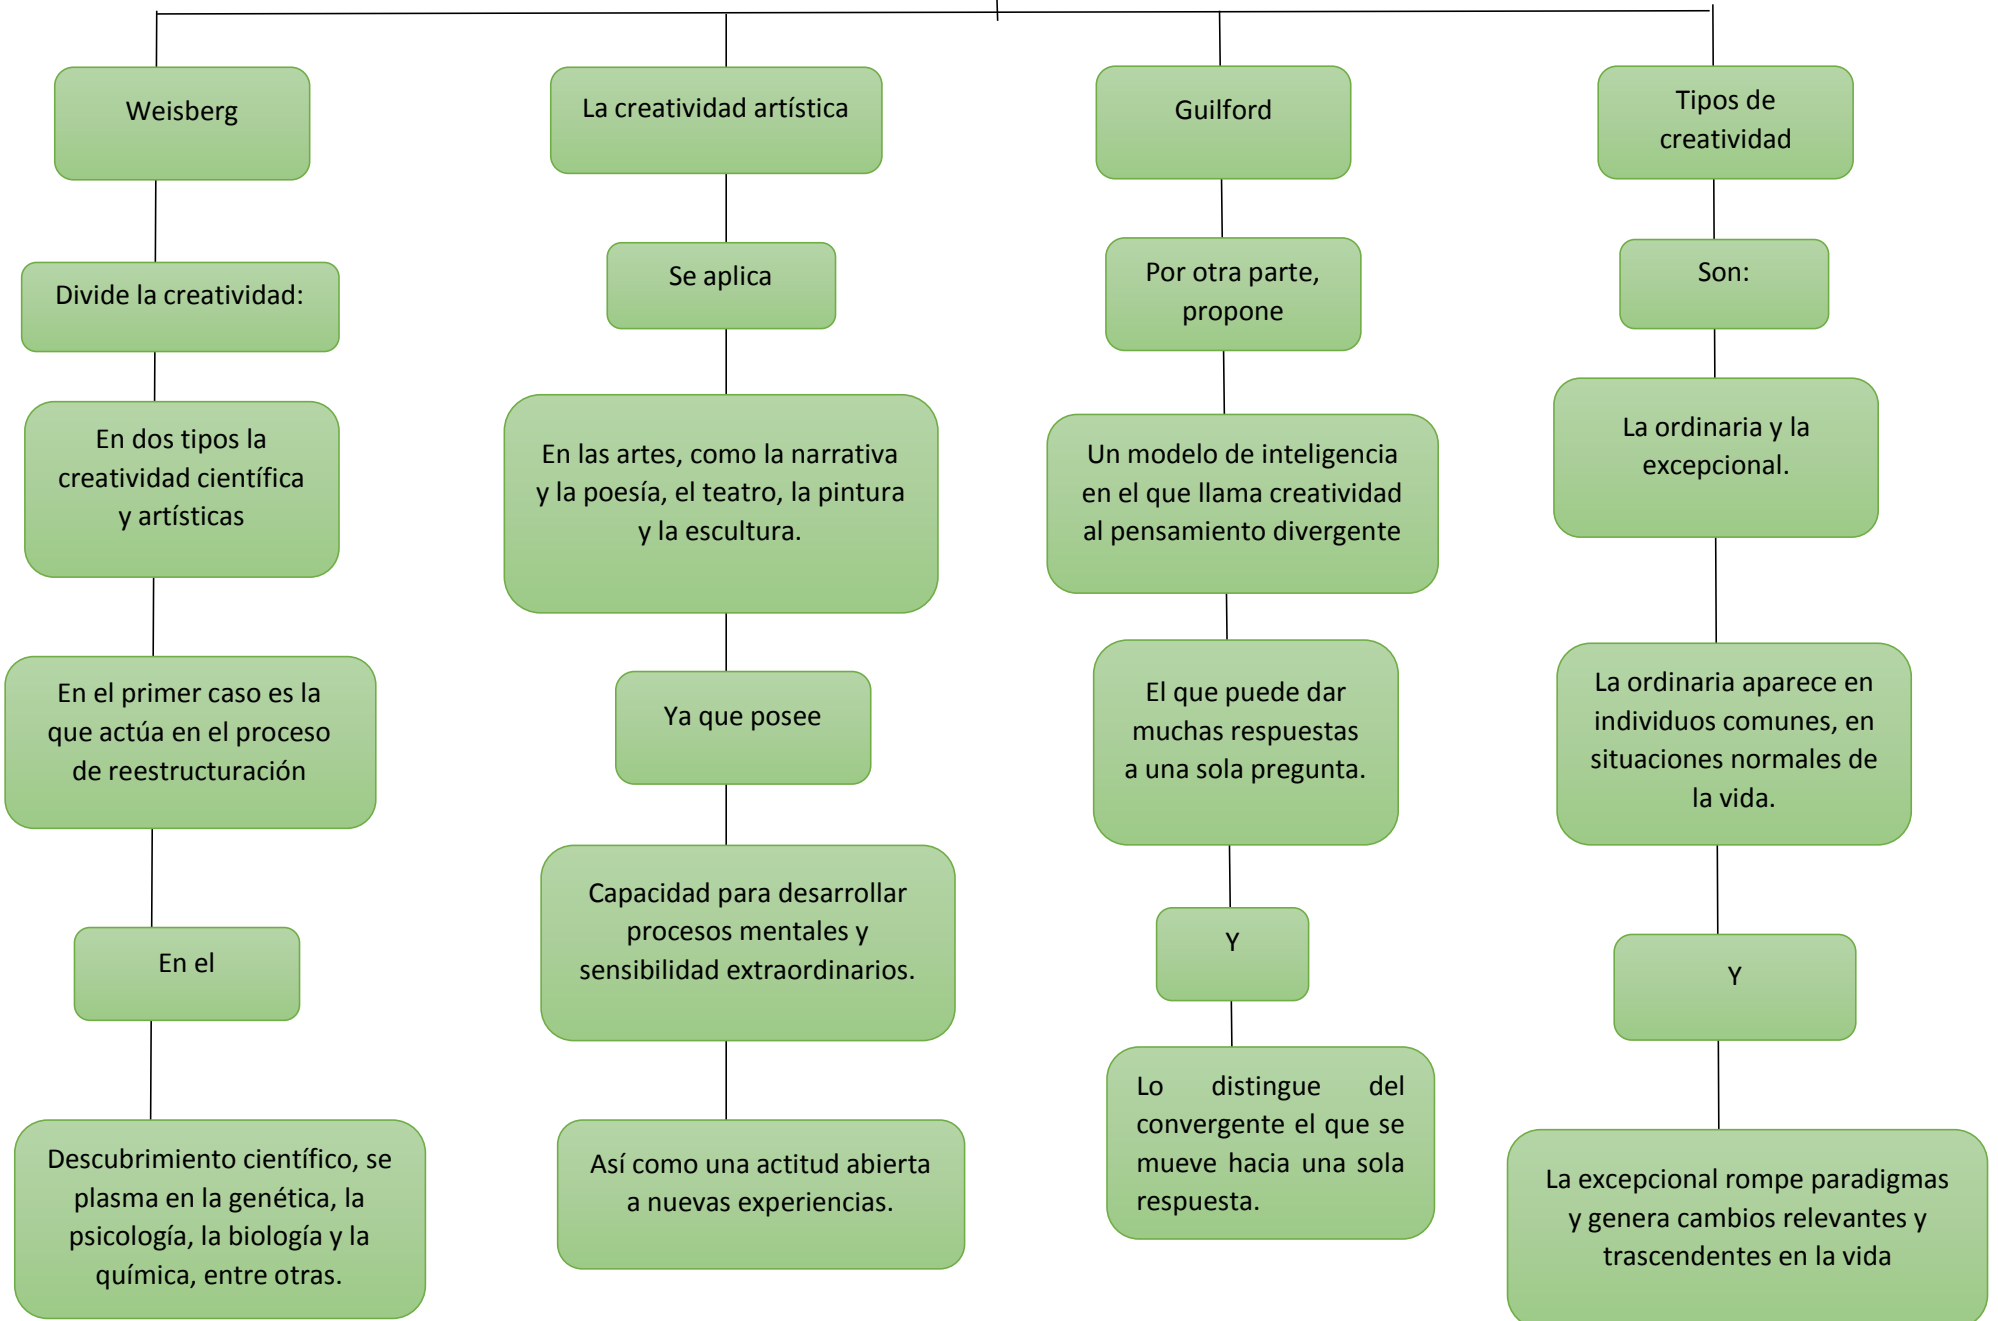 Weisberg
Divide la creatividad:
En dos tipos la
creatividad científica
y artísticas
En el primer caso es la
que actúa en el proceso
de reestructuración
En el
Descubrimiento científico, se
plasma en la genética, la
psicología, la biología y la
química, entre otras.
La creatividad artística
Se aplica
En las artes, como la narrativa
y la poesía, el teatro, la pintura
y la escultura.
Ya que posee
Capacidad para desarrollar
procesos mentales y
sensibilidad extraordinarios.
Así como una actitud abierta
a nuevas experiencias.
Guilford
Por otra parte,
propone
Un modelo de inteligencia
en el que llama creatividad
al pensamiento divergente
El que puede dar
muchas respuestas
a una sola pregunta.
Y
Lo distingue del
convergente el que se
mueve hacia una sola
respuesta.
Tipos de
creatividad
Son:
La ordinaria y la
excepcional.
La ordinaria aparece en
individuos comunes, en
situaciones normales de
la vida.
Y
La excepcional rompe paradigmas
y genera cambios relevantes y
trascendentes en la vida